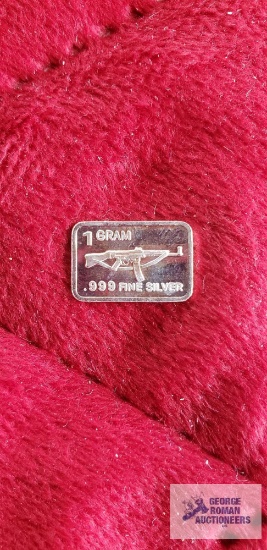 1 GRAM
.999 FINE SILVER
GEORGE
ROMAN
AUCTIONEERS